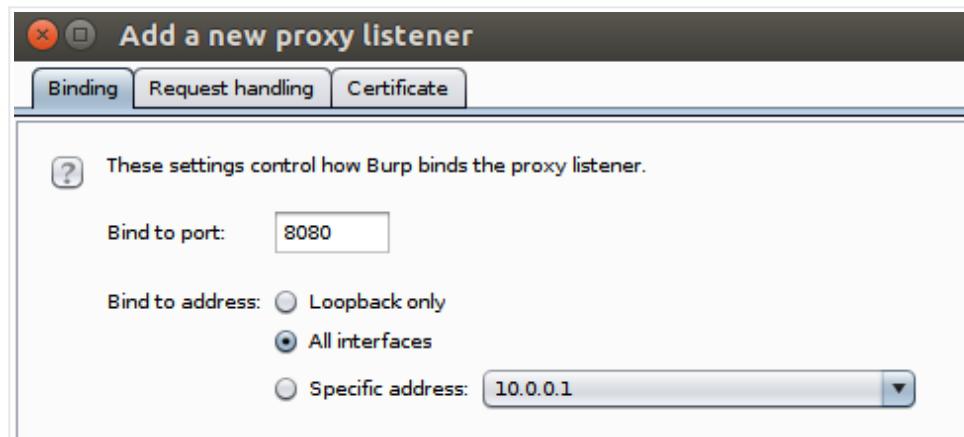 Add a new proxy listener
Binding Request handling Certificate
? These settings control how Burp binds the proxy listener.
Bind to port: 8080
Bind to address: Loopback only
All interfaces
Specific address: 10.0.0.1